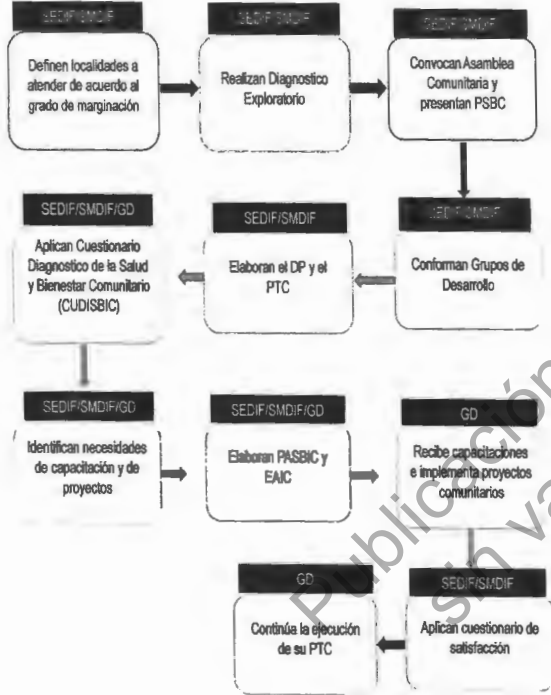 SEDIF/SMDIF
Definen localidades a
atender de acuerdo al
grado de marginación
SEDIF/SMDIF
Realizan Diagnostico
Exploratorio
SEDIF/SMDIF
Convocan Asamblea
Comunitaria y
presentan PSBC
SEDIF/SMDIF
Conforman Grupos de
Desarrollo
SEDIF/SMDIF
Elaboran el DP y el
PTC
SEDIF/SMDIF/GD
Aplican Cuestionario
Diagnostico de la Salud
y Bienestar Comunitario
(CUDISBIC)
SEDIF/SMDIF/GD
Identifican necesidades
de capacitación y de
proyectos
SEDIF/SMDIF/GD
Elaboran PASBIC y
EAIC
GD
Recibe capacitaciones
e implementa proyectos
comunitarios
SEDIF/SMDIF
Aplican cuestionario de
satisfacción
GD
Continúa la ejecución
de su PTC
Publicación
sin